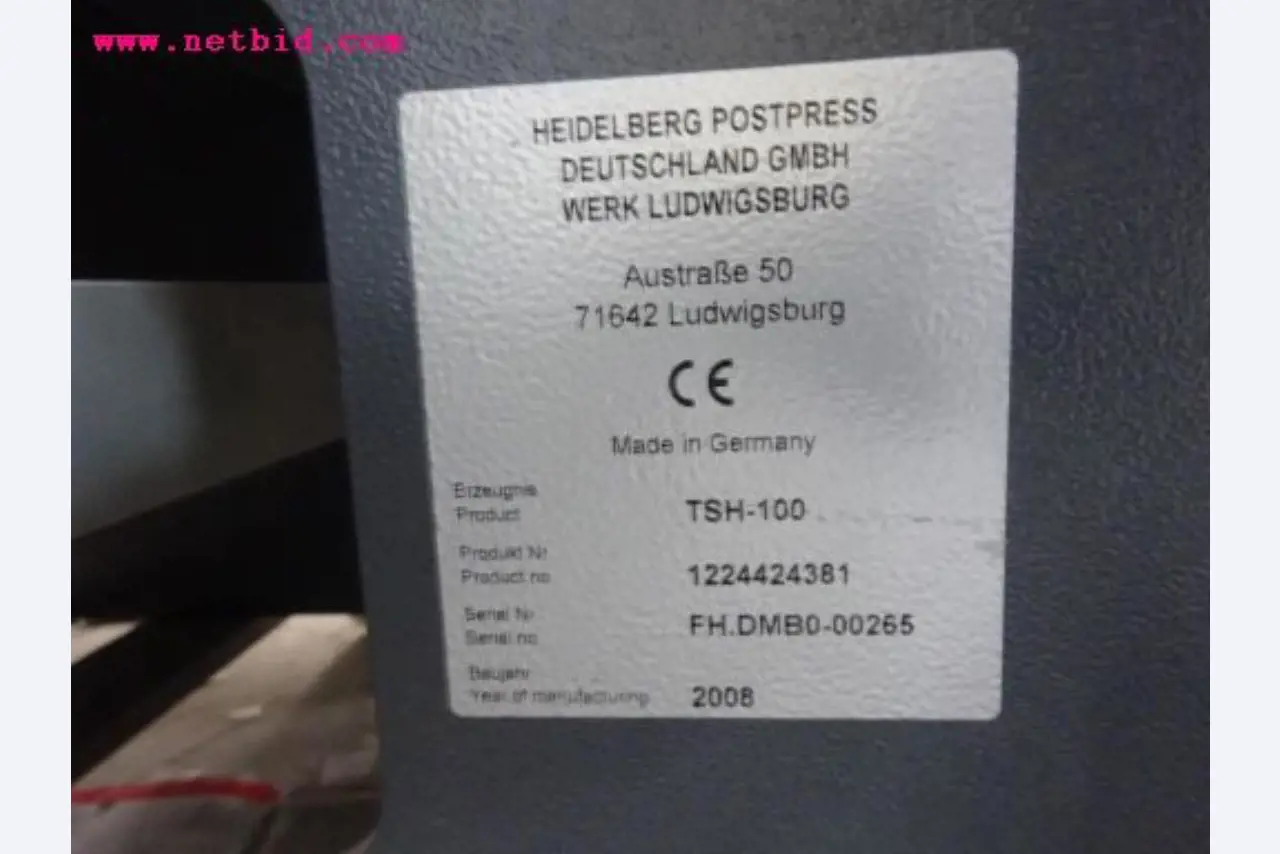 www.netbid.com
HEIDELBERG POSTPRESS
DEUTSCHLAND GMBH
WERK LUDWIGSBURG
Austraße 50
71642 Ludwigsburg
CE
Made in Germany
Erzeugnis
Product TSH-100
Produkt Nr
Product no 1224424381
Serial Nr
Serial no FH.DMB0-00265
Baujahr
Year of manufacturing 2008